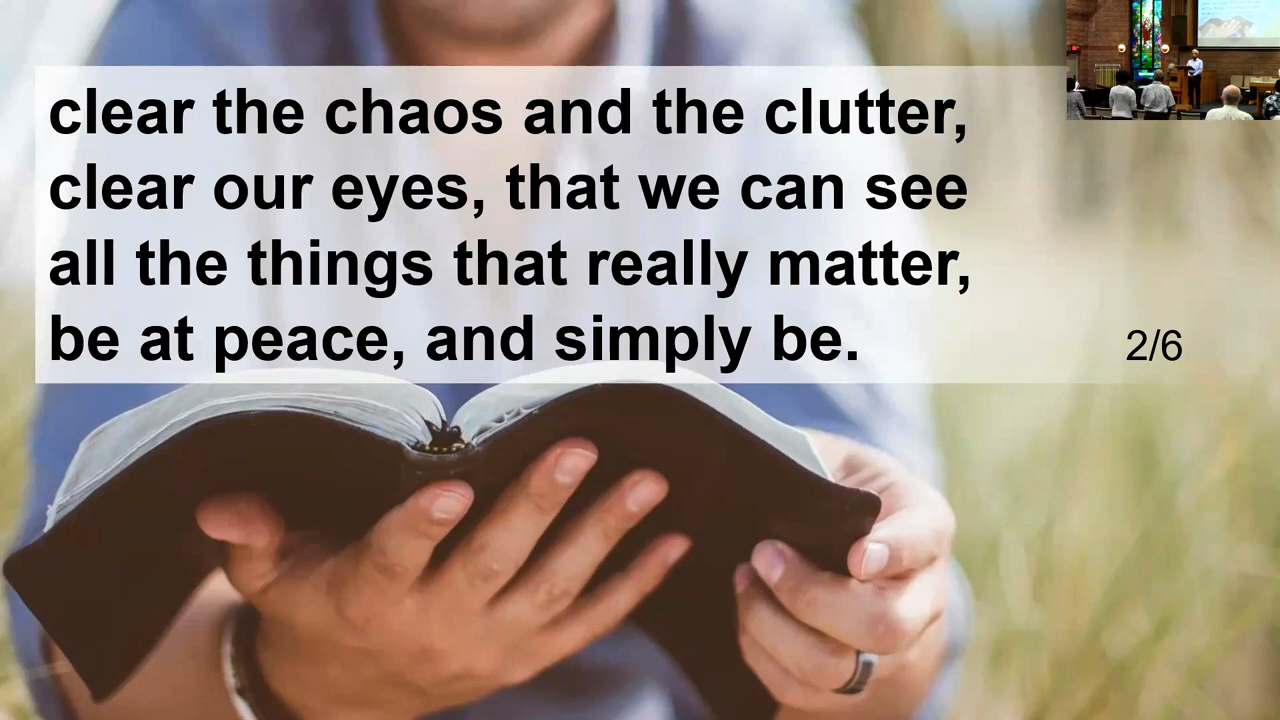 clear the chaos and the clutter,
clear our eyes, that we can see
all the things that really matter,
be at peace, and simply be.
2/6